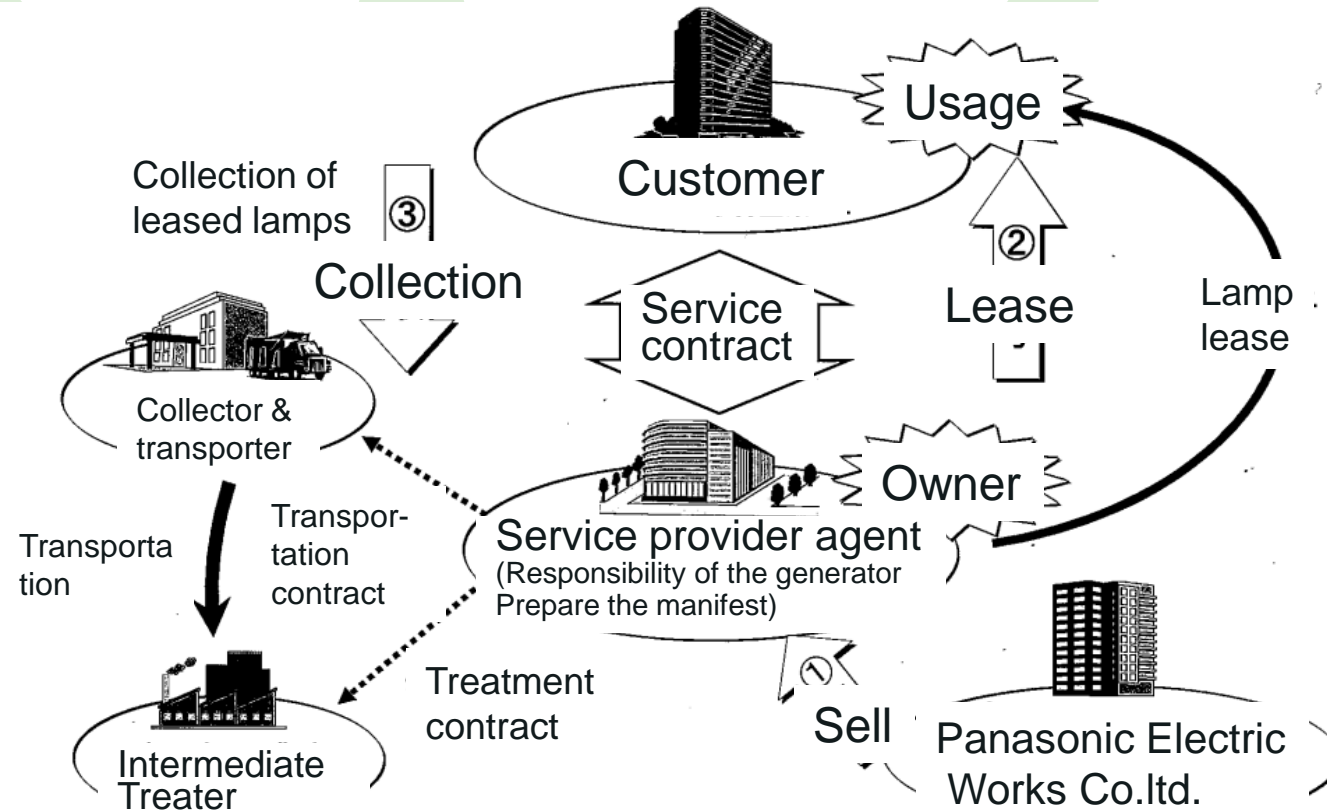 Usage
Customer
Collection of
leased lamps
③
Collection
②
Lease
Service
contract
Lamp
lease
Collector &
transporter
Owner
Service provider agent
(Responsibility of the generator
Prepare the manifest)
Transpor-
tation
contract
Transporta
tion
①
Sell
Treatment
contract
Panasonic Electric
Works Co.ltd.
Intermediate
Treater